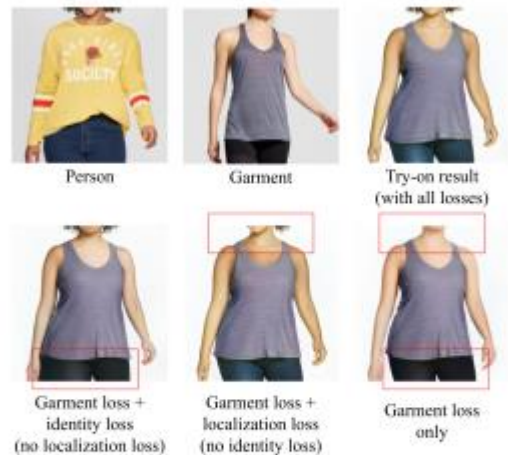 SOCIETY
Person
Garment
Try-on result
(with all losses)
Garment loss +
identity loss
(no localization loss)
Garment loss +
localization loss
(no identity loss)
Garment loss
only